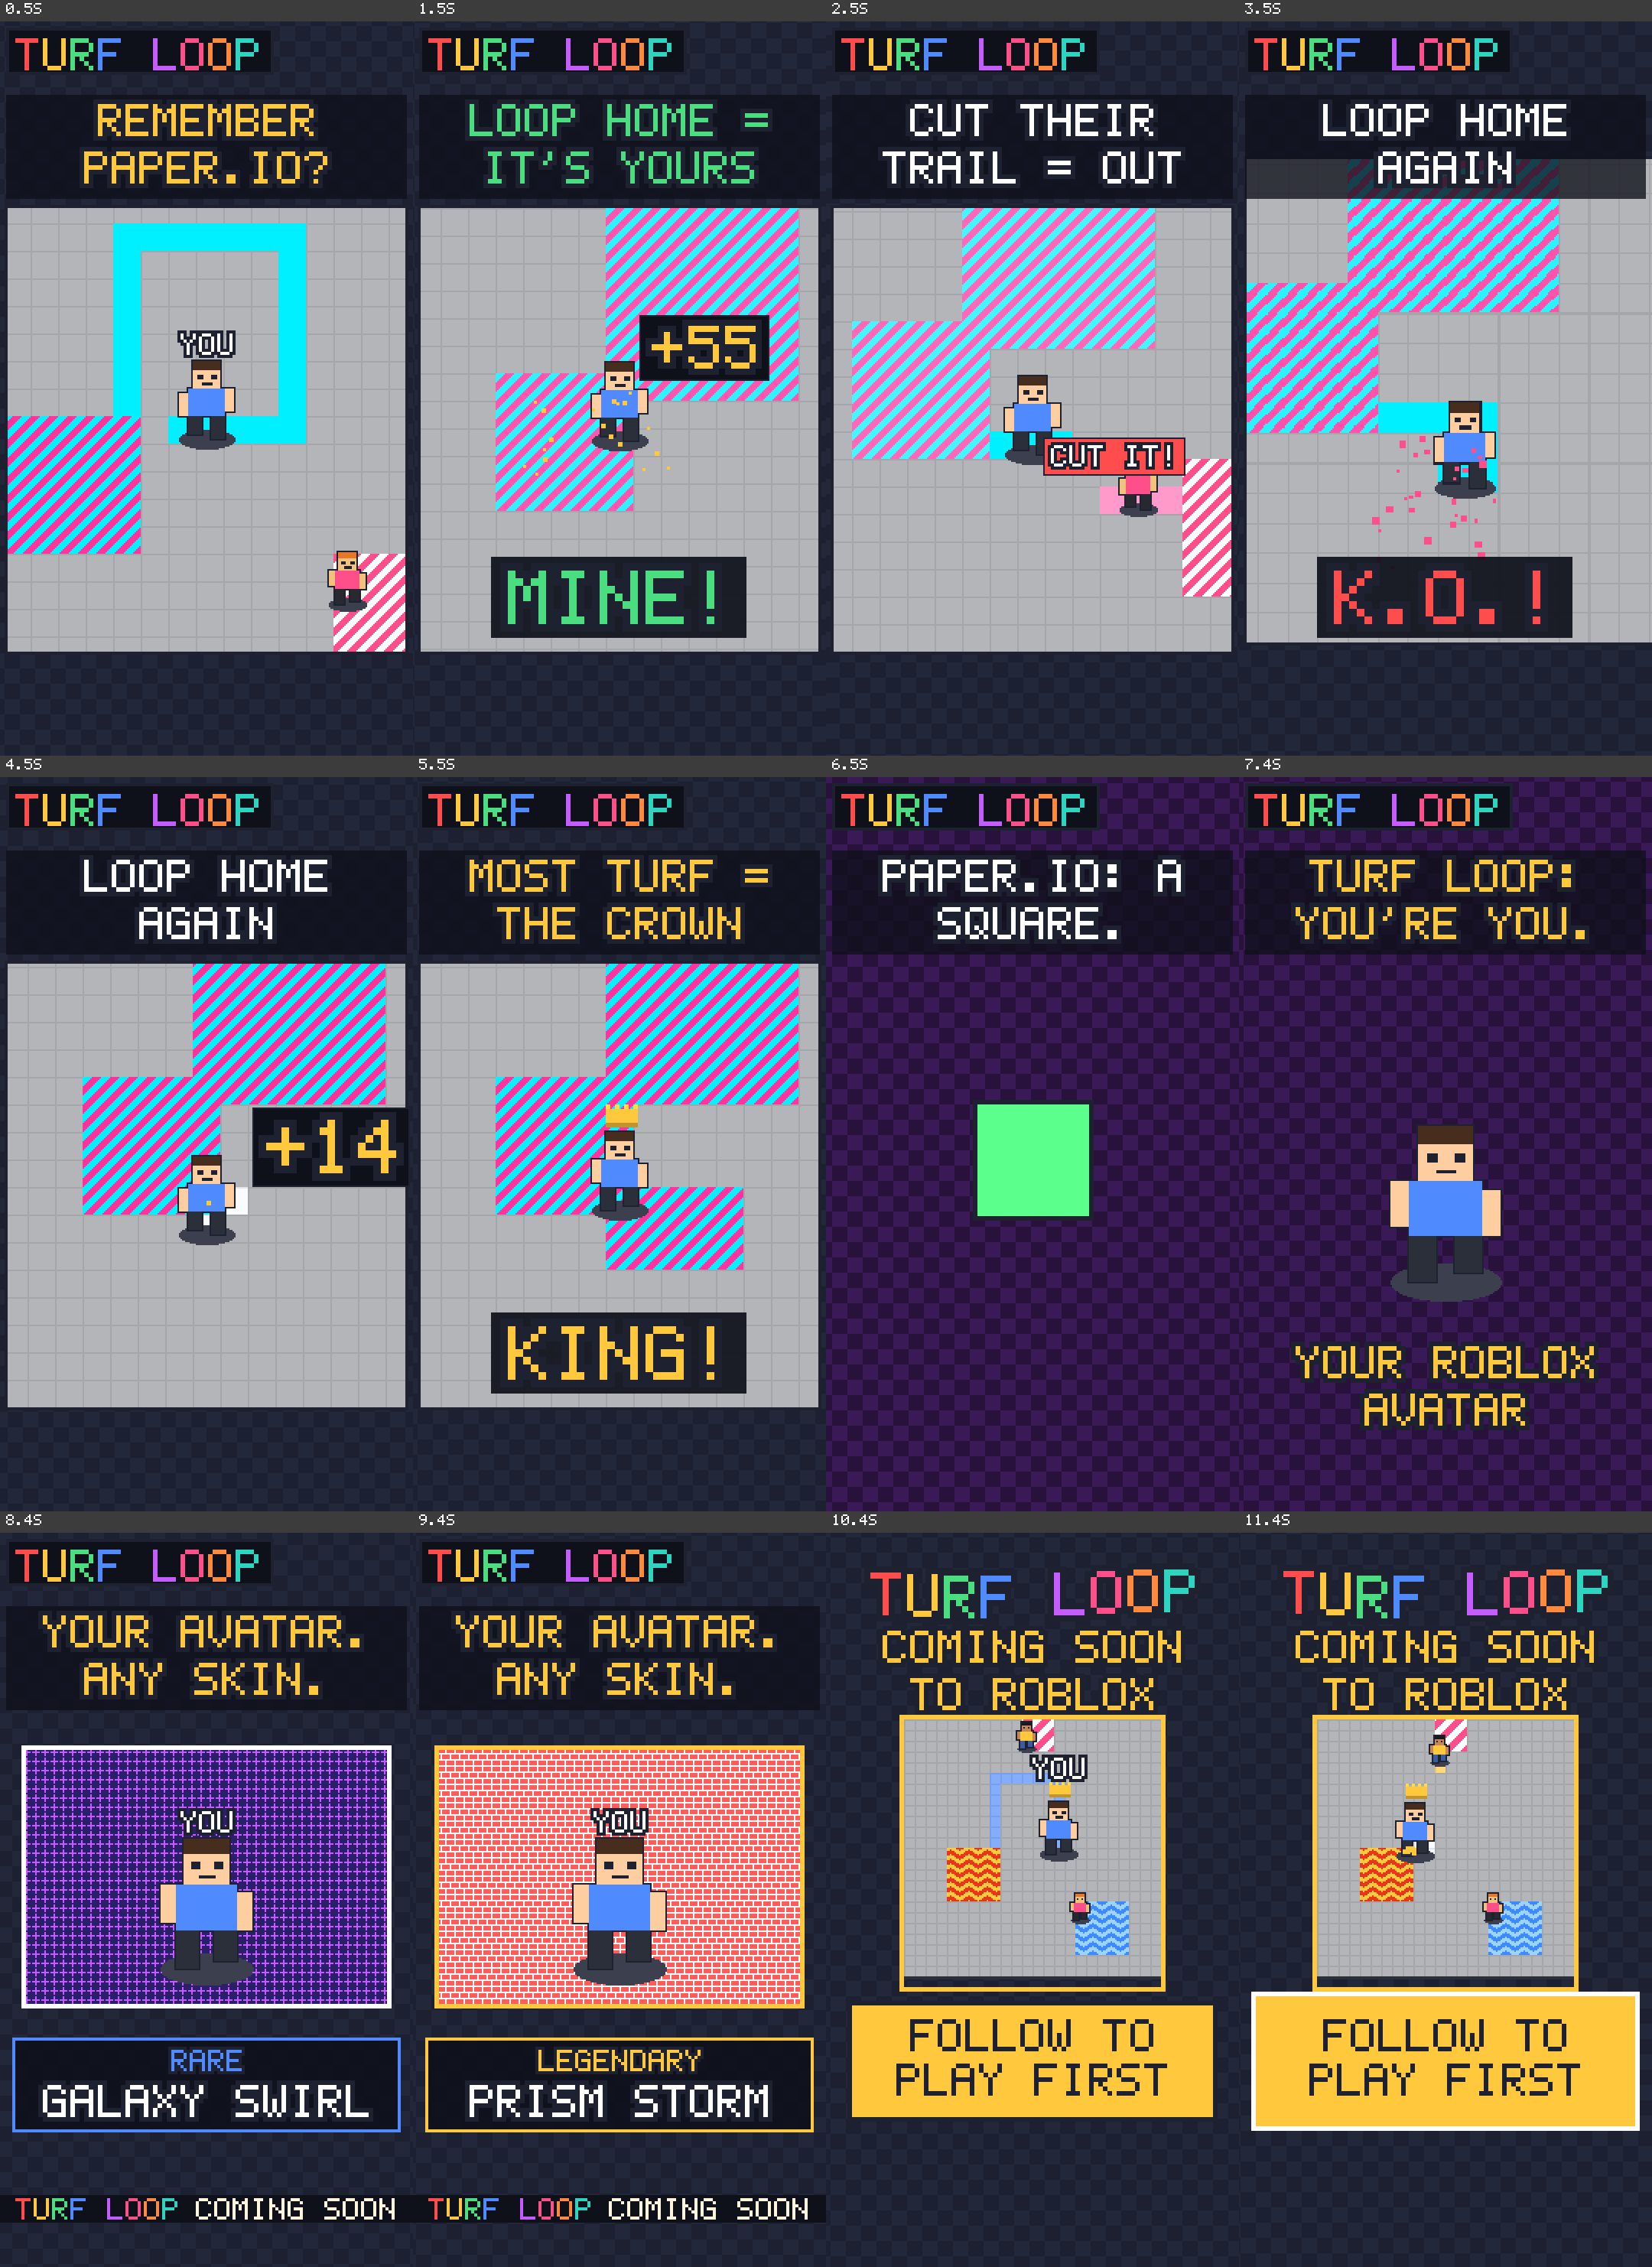 0.5S
TURF LOOP
REMEMBER
PAPER.IO?
YOU
1.5S
TURF LOOP
LOOP HOME =
IT'S YOURS
+55
MINE!
2.5S
TURF LOOP
CUT THEIR
TRAIL = OUT
CUT IT!
3.5S
TURF LOOP
LOOP HOME
AGAIN
K.O.!
4.5S
TURF LOOP
LOOP HOME
AGAIN
+14
5.5S
TURF LOOP
MOST TURF =
THE CROWN
KING!
6.5S
TURF LOOP
PAPER.IO: A
SQUARE.
7.4S
TURF LOOP
TURF LOOP:
YOU'RE YOU.
YOUR ROBLOX
AVATAR
8.4S
TURF LOOP
YOUR AVATAR.
ANY SKIN.
YOU
RARE
GALAXY SWIRL
TURF LOOP COMING SOON
9.4S
TURF LOOP
YOUR AVATAR.
ANY SKIN.
YOU
LEGENDARY
PRISM STORM
TURF LOOP COMING SOON
10.4S
TURF LOOP
COMING SOON
TO ROBLOX
YOU
FOLLOW TO
PLAY FIRST
11.4S
TURF LOOP
COMING SOON
TO ROBLOX
FOLLOW TO
PLAY FIRST